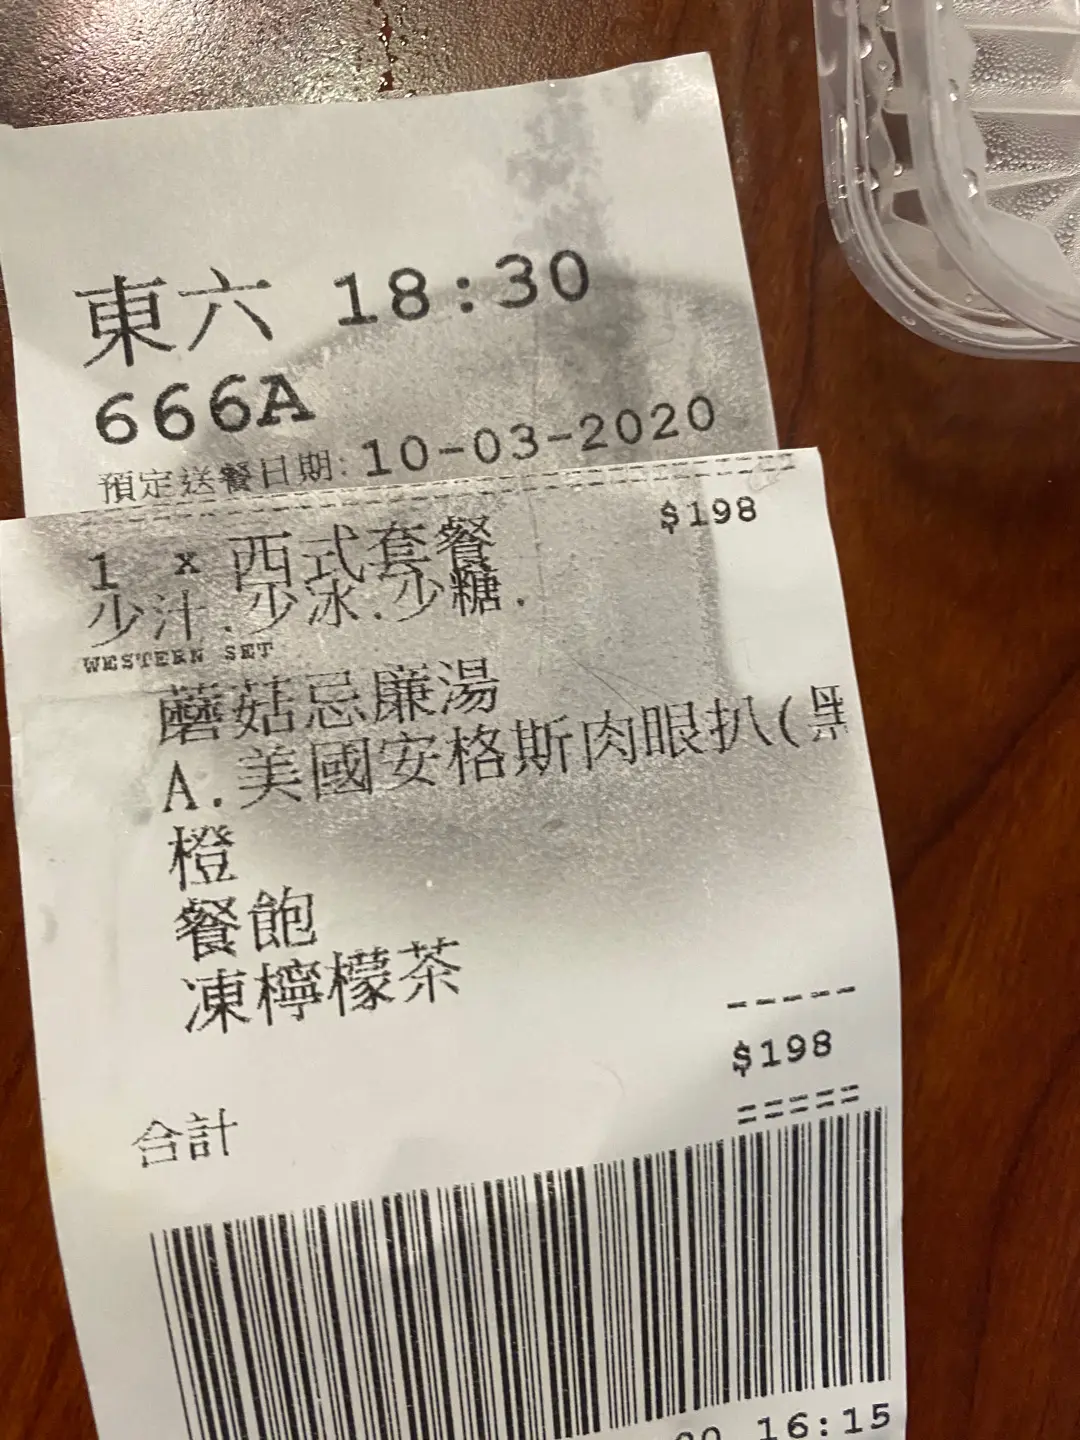 東六 18:30
666A
預定送餐日期: 10-03-2020
1 x 西式套餐 $198
少汁.少冰.少糖.
WESTERN SET
蘑菇忌廉湯
A.美國安格斯肉眼扒(黑
橙
餐飽
凍檸檬茶
-----
$198
=====
合計
16:15